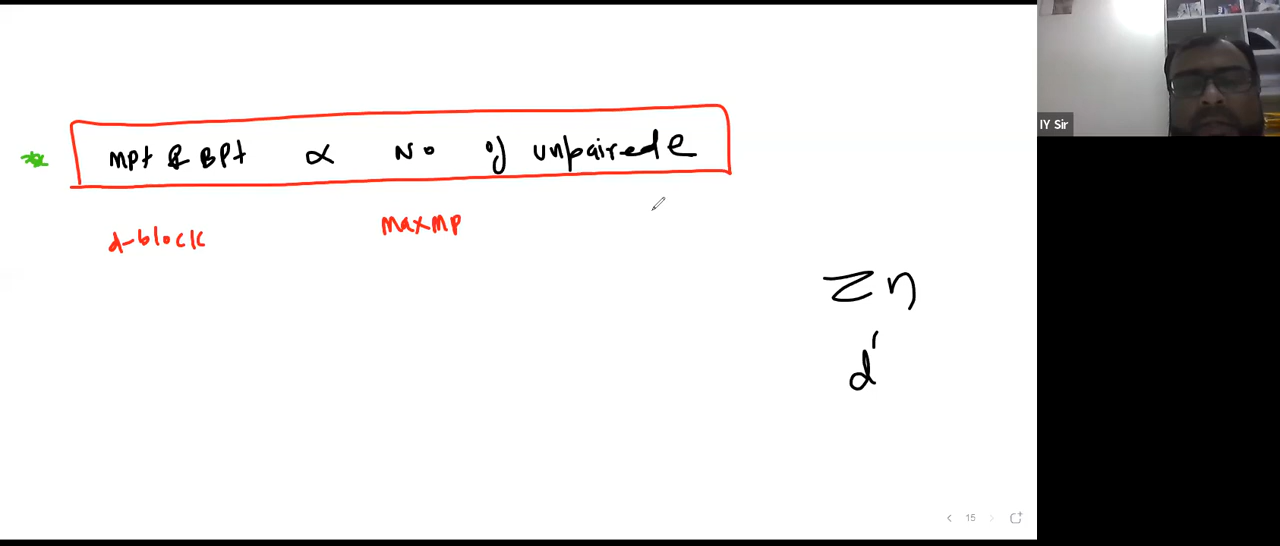 mpt & BPt ∝ No of unpaired e
d-block maxmp
Zn
d'
IY Sir
15